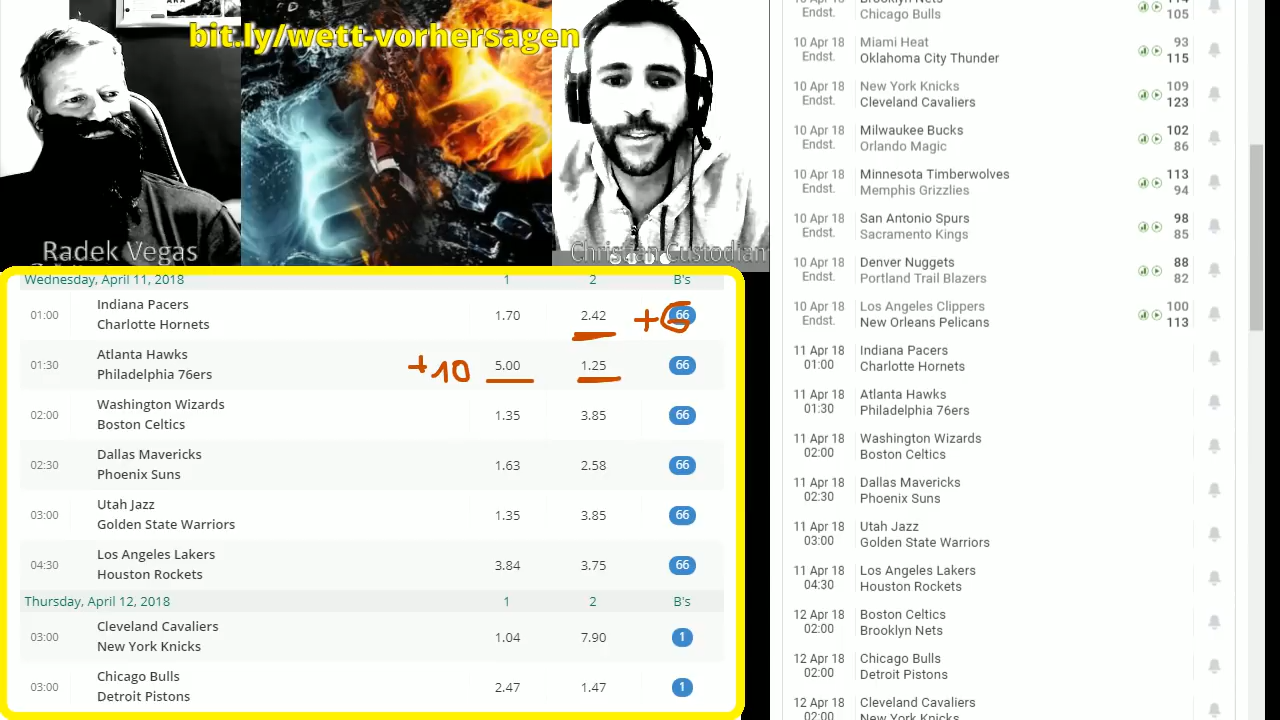 bit.ly/wett-vorhersagen
Radek Vegas
Christian Custodian
Wednesday, April 11, 2018 1 2 B's
01:00 Indiana Pacers
Charlotte Hornets 1.70 2.42 +6 66
01:30 Atlanta Hawks
Philadelphia 76ers +10 5.00 1.25 66
02:00 Washington Wizards
Boston Celtics 1.35 3.85 66
02:30 Dallas Mavericks
Phoenix Suns 1.63 2.58 66
03:00 Utah Jazz
Golden State Warriors 1.35 3.85 66
04:30 Los Angeles Lakers
Houston Rockets 3.84 3.75 66
Thursday, April 12, 2018 1 2 B's
03:00 Cleveland Cavaliers
New York Knicks 1.04 7.90 1
03:00 Chicago Bulls
Detroit Pistons 2.47 1.47 1
Brooklyn Nets 114
Endst. Chicago Bulls 105
10 Apr 18 Miami Heat 93
Endst. Oklahoma City Thunder 115
10 Apr 18 New York Knicks 109
Endst. Cleveland Cavaliers 123
10 Apr 18 Milwaukee Bucks 102
Endst. Orlando Magic 86
10 Apr 18 Minnesota Timberwolves 113
Endst. Memphis Grizzlies 94
10 Apr 18 San Antonio Spurs 98
Endst. Sacramento Kings 85
10 Apr 18 Denver Nuggets 88
Endst. Portland Trail Blazers 82
10 Apr 18 Los Angeles Clippers 100
Endst. New Orleans Pelicans 113
11 Apr 18 Indiana Pacers
01:00 Charlotte Hornets
11 Apr 18 Atlanta Hawks
01:30 Philadelphia 76ers
11 Apr 18 Washington Wizards
02:00 Boston Celtics
11 Apr 18 Dallas Mavericks
02:30 Phoenix Suns
11 Apr 18 Utah Jazz
03:00 Golden State Warriors
11 Apr 18 Los Angeles Lakers
04:30 Houston Rockets
12 Apr 18 Boston Celtics
02:00 Brooklyn Nets
12 Apr 18 Chicago Bulls
02:00 Detroit Pistons
12 Apr 18 Cleveland Cavaliers
02:00 New York Knicks